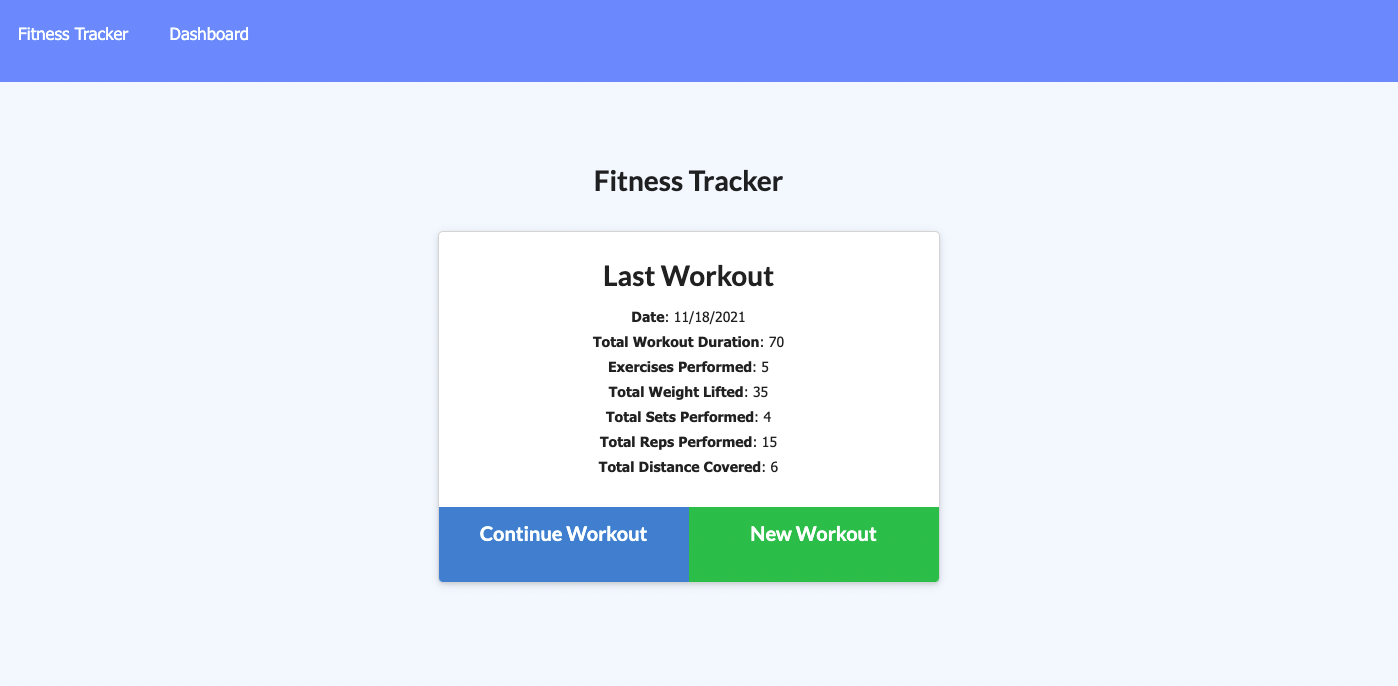 Fitness Tracker Dashboard
Fitness Tracker
Last Workout
Date: 11/18/2021
Total Workout Duration: 70
Exercises Performed: 5
Total Weight Lifted: 35
Total Sets Performed: 4
Total Reps Performed: 15
Total Distance Covered: 6
Continue Workout New Workout